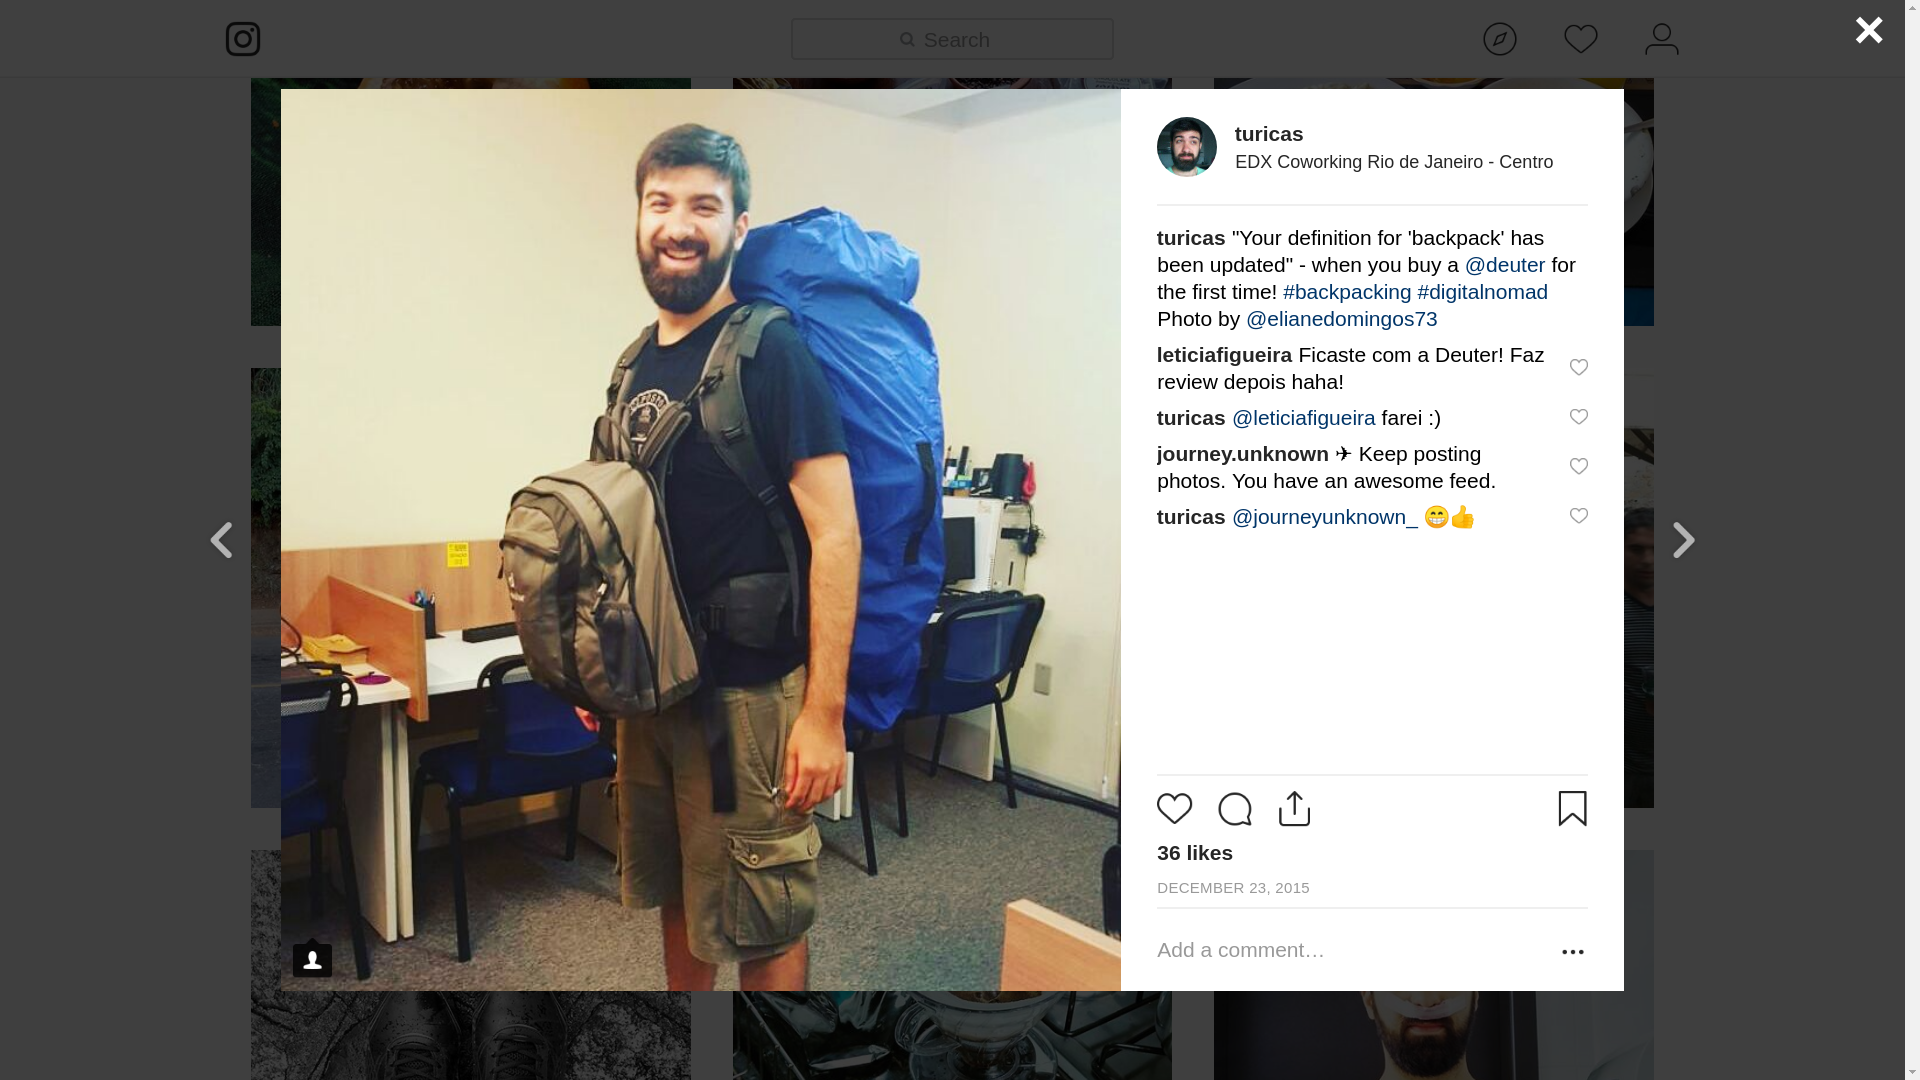 Search
turicas
EDX Coworking Rio de Janeiro - Centro
turicas "Your definition for 'backpack' has
been updated" - when you buy a @deuter for
the first time! #backpacking #digitalnomad
Photo by @elianedomingos73
leticiafigueira Ficaste com a Deuter! Faz
review depois haha!
turicas @leticiafigueira farei :)
journey.unknown ✈ Keep posting
photos. You have an awesome feed.
turicas @journeyunknown_ 😁👍
36 likes
DECEMBER 23, 2015
Add a comment…